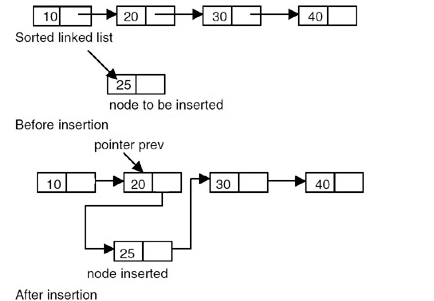 10 20 30 40
Sorted linked list
25
node to be inserted
Before insertion
pointer prev
10 20 30 40
25
node inserted
After insertion